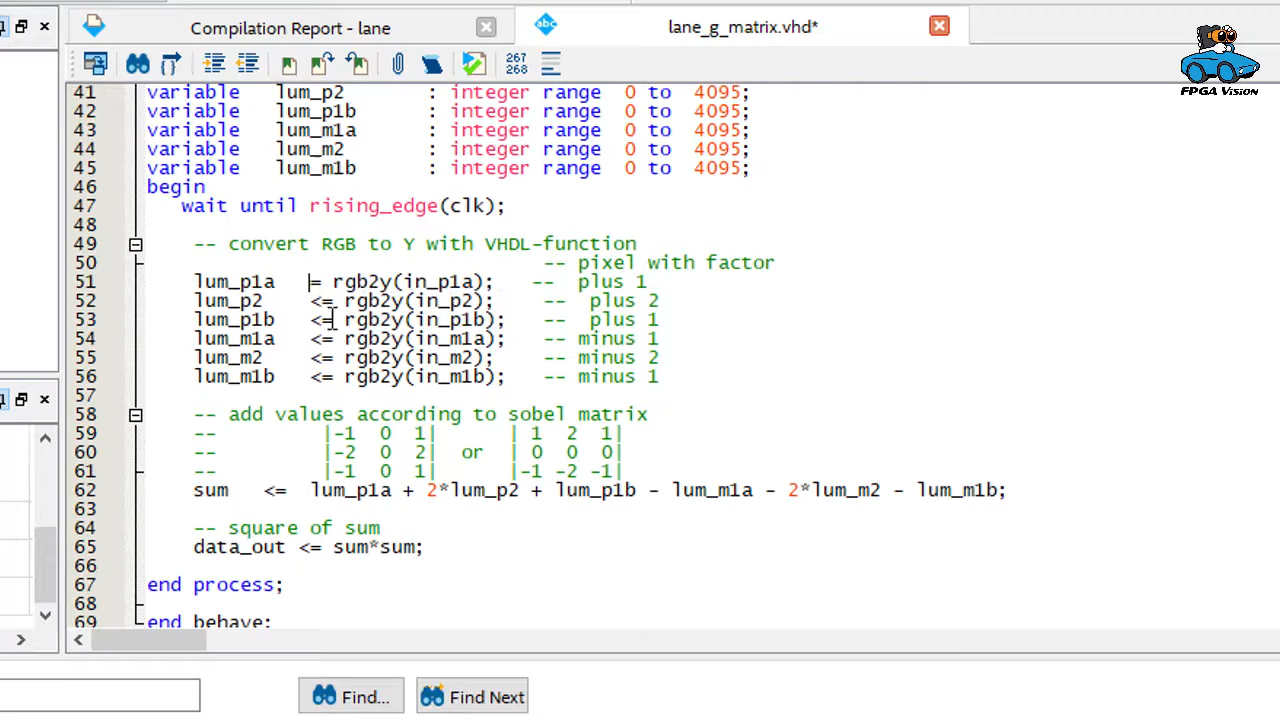 Compilation Report - lane
abc
lane_g_matrix.vhd*
267
268
FPGA Vision
41 variable lum_p2 : integer range 0 to 4095;
42 variable lum_p1b : integer range 0 to 4095;
43 variable lum_m1a : integer range 0 to 4095;
44 variable lum_m2 : integer range 0 to 4095;
45 variable lum_m1b : integer range 0 to 4095;
46 begin
47 wait until rising_edge(clk);
48
49 -- convert RGB to Y with VHDL-function
50 -- pixel with factor
51 lum_p1a = rgb2y(in_p1a); -- plus 1
52 lum_p2 <= rgb2y(in_p2); -- plus 2
53 lum_p1b <= rgb2y(in_p1b); -- plus 1
54 lum_m1a <= rgb2y(in_m1a); -- minus 1
55 lum_m2 <= rgb2y(in_m2); -- minus 2
56 lum_m1b <= rgb2y(in_m1b); -- minus 1
57
58 -- add values according to sobel matrix
59 -- |-1 0 1| | 1 2 1|
60 -- |-2 0 2| or | 0 0 0|
61 -- |-1 0 1| |-1 -2 -1|
62 sum <= lum_p1a + 2*lum_p2 + lum_p1b - lum_m1a - 2*lum_m2 - lum_m1b;
63
64 -- square of sum
65 data_out <= sum*sum;
66
67 end process;
68
69 end behave;
Find...
Find Next